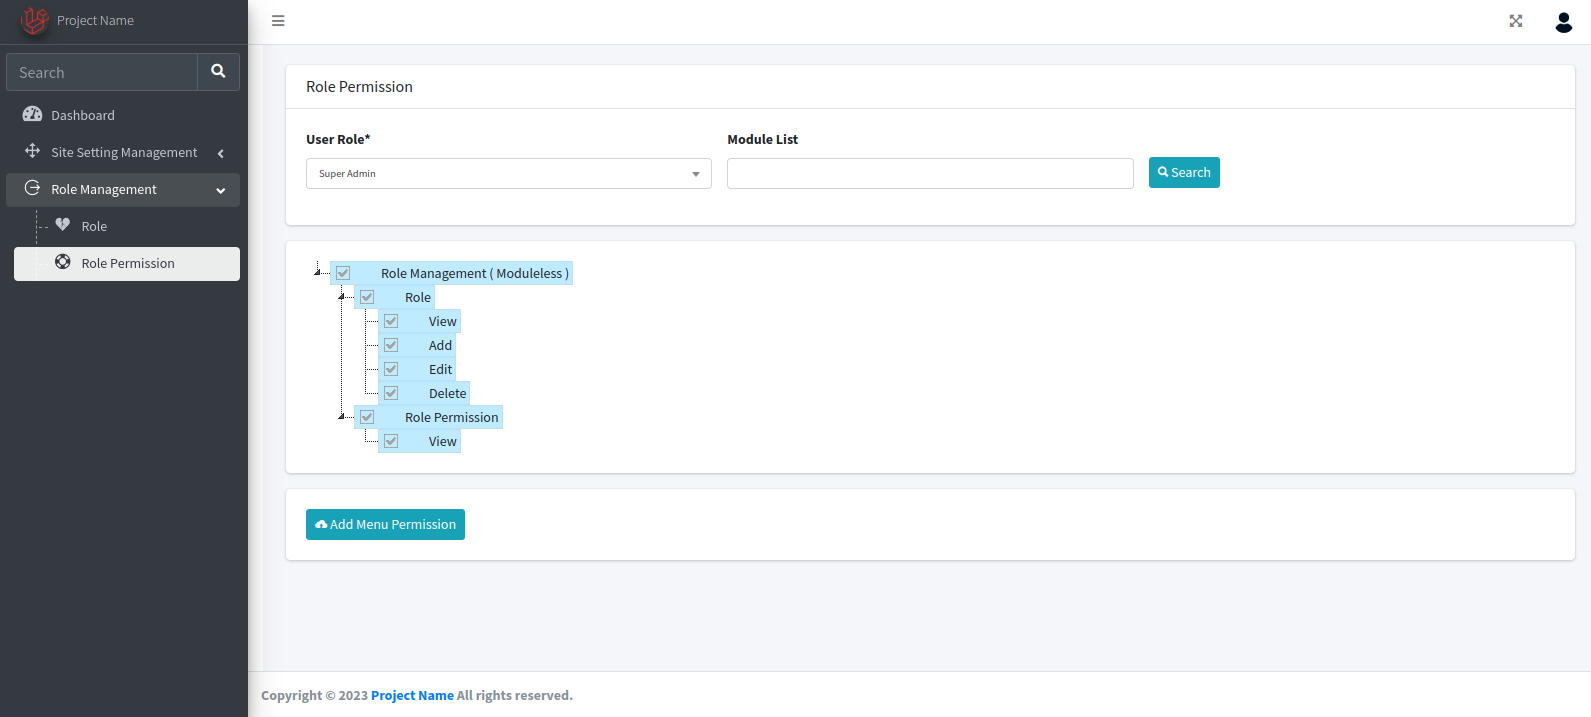 Project Name
Search
Dashboard
Site Setting Management
Role Management
Role
Role Permission
Role Permission
User Role*
Module List
Super Admin
Search
Role Management ( Moduleless )
Role
View
Add
Edit
Delete
Role Permission
View
Add Menu Permission
Copyright © 2023 Project Name All rights reserved.